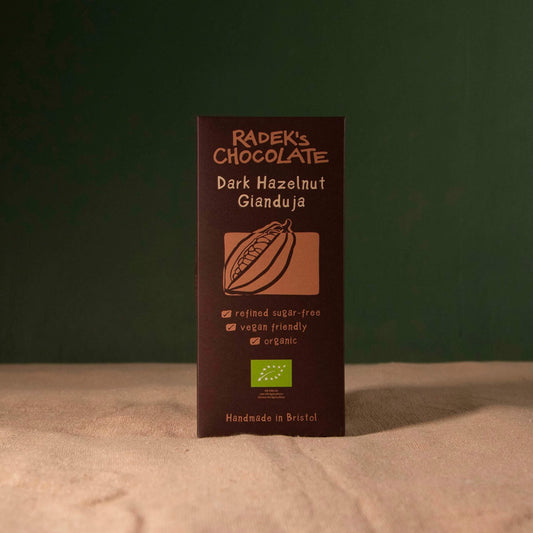 RADEK's
CHOCOLATE
Dark Hazelnut
Gianduja
refined sugar-free
vegan friendly
organic
Handmade in Bristol